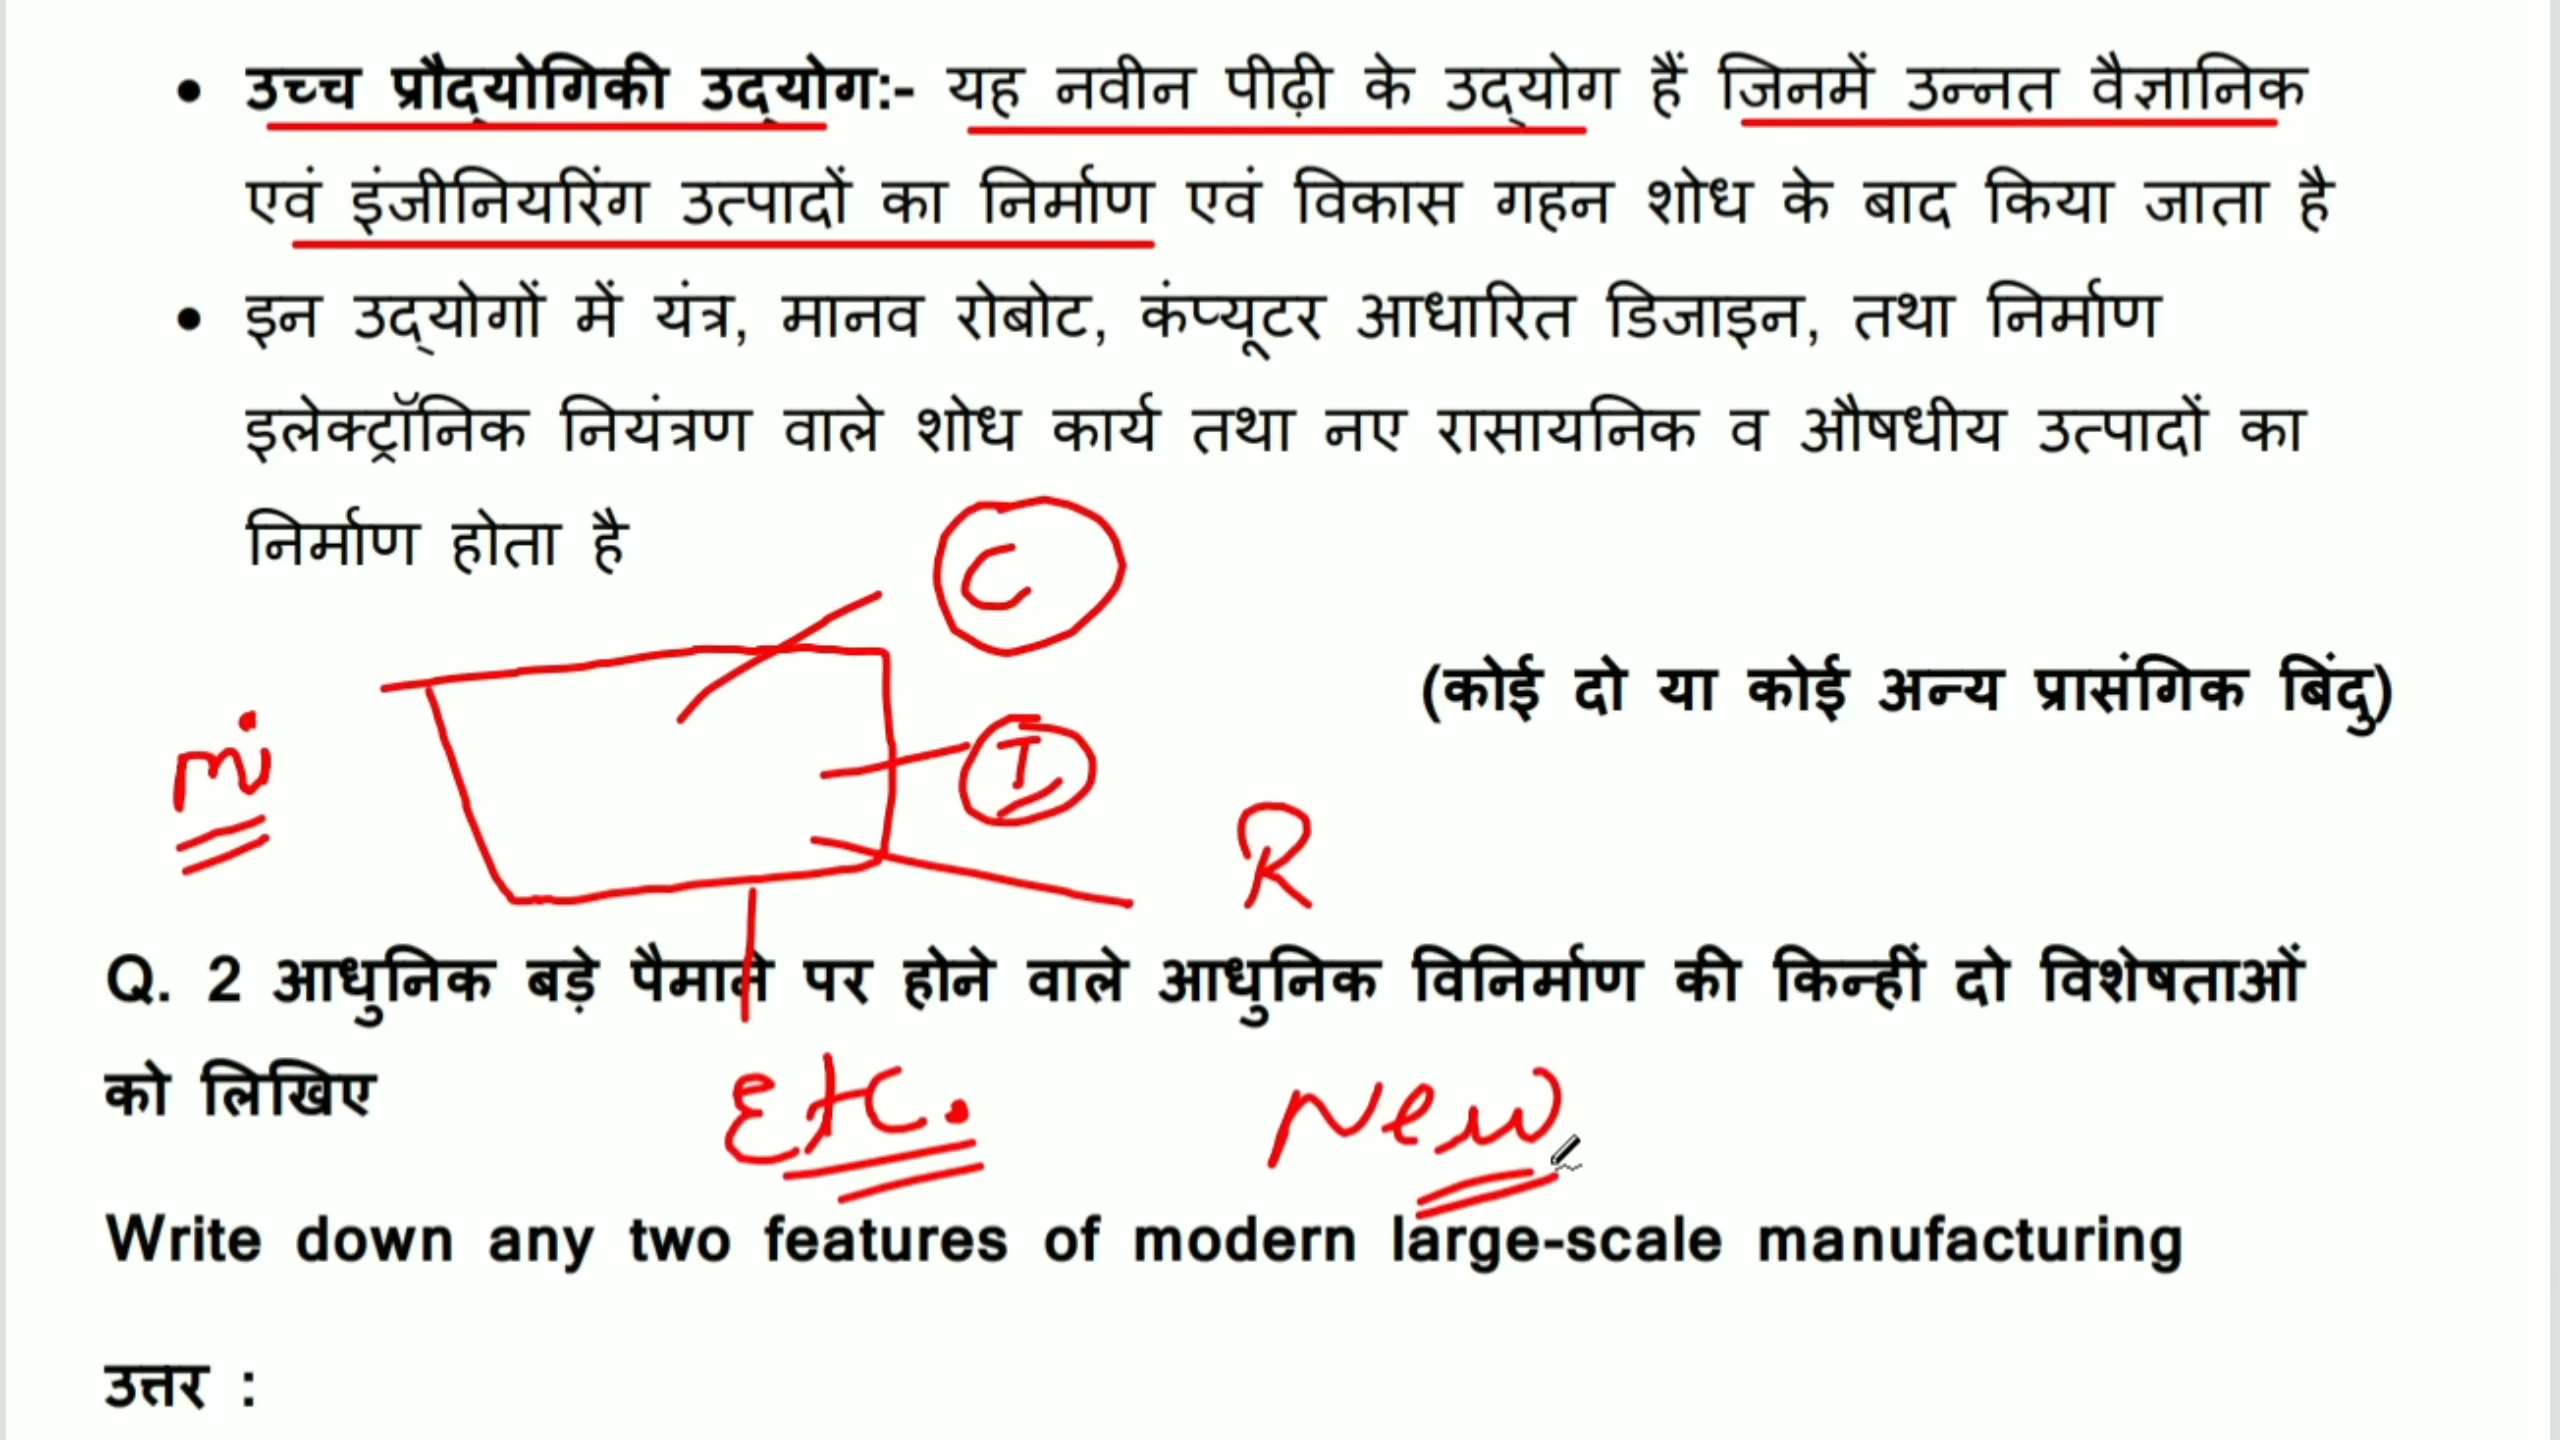 • उच्च प्रौद्योगिकी उद्योग:- यह नवीन पीढ़ी के उद्योग हैं जिनमें उन्नत वैज्ञानिक
एवं इंजीनियरिंग उत्पादों का निर्माण एवं विकास गहन शोध के बाद किया जाता है
• इन उद्योगों में यंत्र, मानव रोबोट, कंप्यूटर आधारित डिजाइन, तथा निर्माण
इलेक्ट्रॉनिक नियंत्रण वाले शोध कार्य तथा नए रासायनिक व औषधीय उत्पादों का
निर्माण होता है
C
(कोई दो या कोई अन्य प्रासंगिक बिंदु)
I
R
Q. 2 आधुनिक बड़े पैमाने पर होने वाले आधुनिक विनिर्माण की किन्हीं दो विशेषताओं
को लिखिए
Etc. New
Write down any two features of modern large-scale manufacturing
उत्तर :